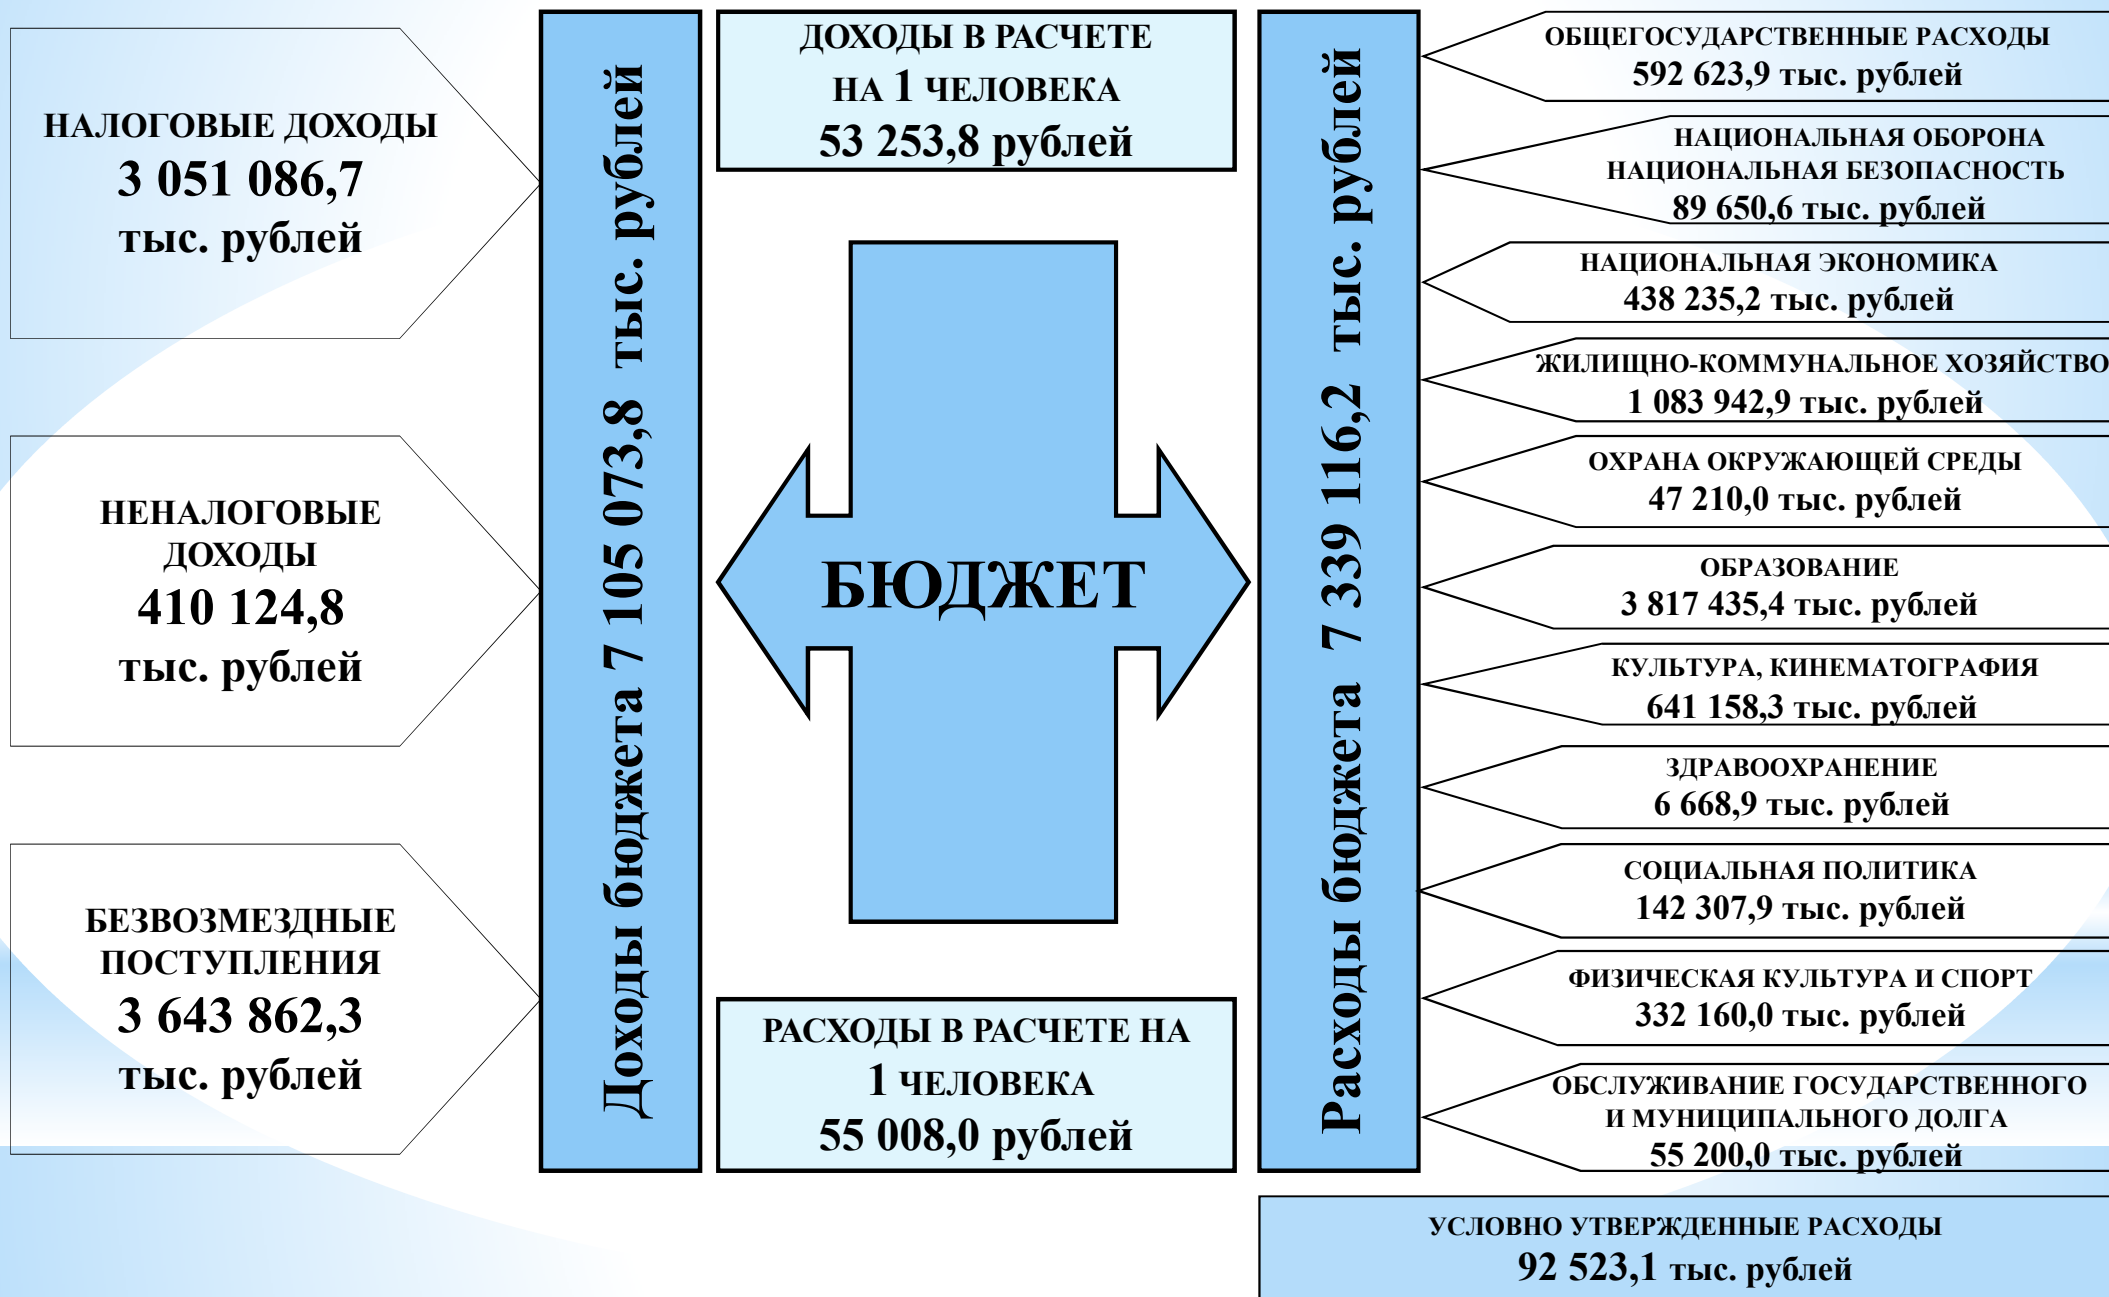 НАЛОГОВЫЕ ДОХОДЫ
3 051 086,7
тыс. рублей
НЕНАЛОГОВЫЕ
ДОХОДЫ
410 124,8
тыс. рублей
БЕЗВОЗМЕЗДНЫЕ
ПОСТУПЛЕНИЯ
3 643 862,3
тыс. рублей
Доходы бюджета 7 105 073,8 тыс. рублей
ДОХОДЫ В РАСЧЕТЕ
НА 1 ЧЕЛОВЕКА
53 253,8 рублей
БЮДЖЕТ
РАСХОДЫ В РАСЧЕТЕ НА
1 ЧЕЛОВЕКА
55 008,0 рублей
Расходы бюджета 7 339 116,2 тыс. рублей
ОБЩЕГОСУДАРСТВЕННЫЕ РАСХОДЫ
592 623,9 тыс. рублей
НАЦИОНАЛЬНАЯ ОБОРОНА
НАЦИОНАЛЬНАЯ БЕЗОПАСНОСТЬ
89 650,6 тыс. рублей
НАЦИОНАЛЬНАЯ ЭКОНОМИКА
438 235,2 тыс. рублей
ЖИЛИЩНО-КОММУНАЛЬНОЕ ХОЗЯЙСТВО
1 083 942,9 тыс. рублей
ОХРАНА ОКРУЖАЮЩЕЙ СРЕДЫ
47 210,0 тыс. рублей
ОБРАЗОВАНИЕ
3 817 435,4 тыс. рублей
КУЛЬТУРА, КИНЕМАТОГРАФИЯ
641 158,3 тыс. рублей
ЗДРАВООХРАНЕНИЕ
6 668,9 тыс. рублей
СОЦИАЛЬНАЯ ПОЛИТИКА
142 307,9 тыс. рублей
ФИЗИЧЕСКАЯ КУЛЬТУРА И СПОРТ
332 160,0 тыс. рублей
ОБСЛУЖИВАНИЕ ГОСУДАРСТВЕННОГО
И МУНИЦИПАЛЬНОГО ДОЛГА
55 200,0 тыс. рублей
УСЛОВНО УТВЕРЖДЕННЫЕ РАСХОДЫ
92 523,1 тыс. рублей